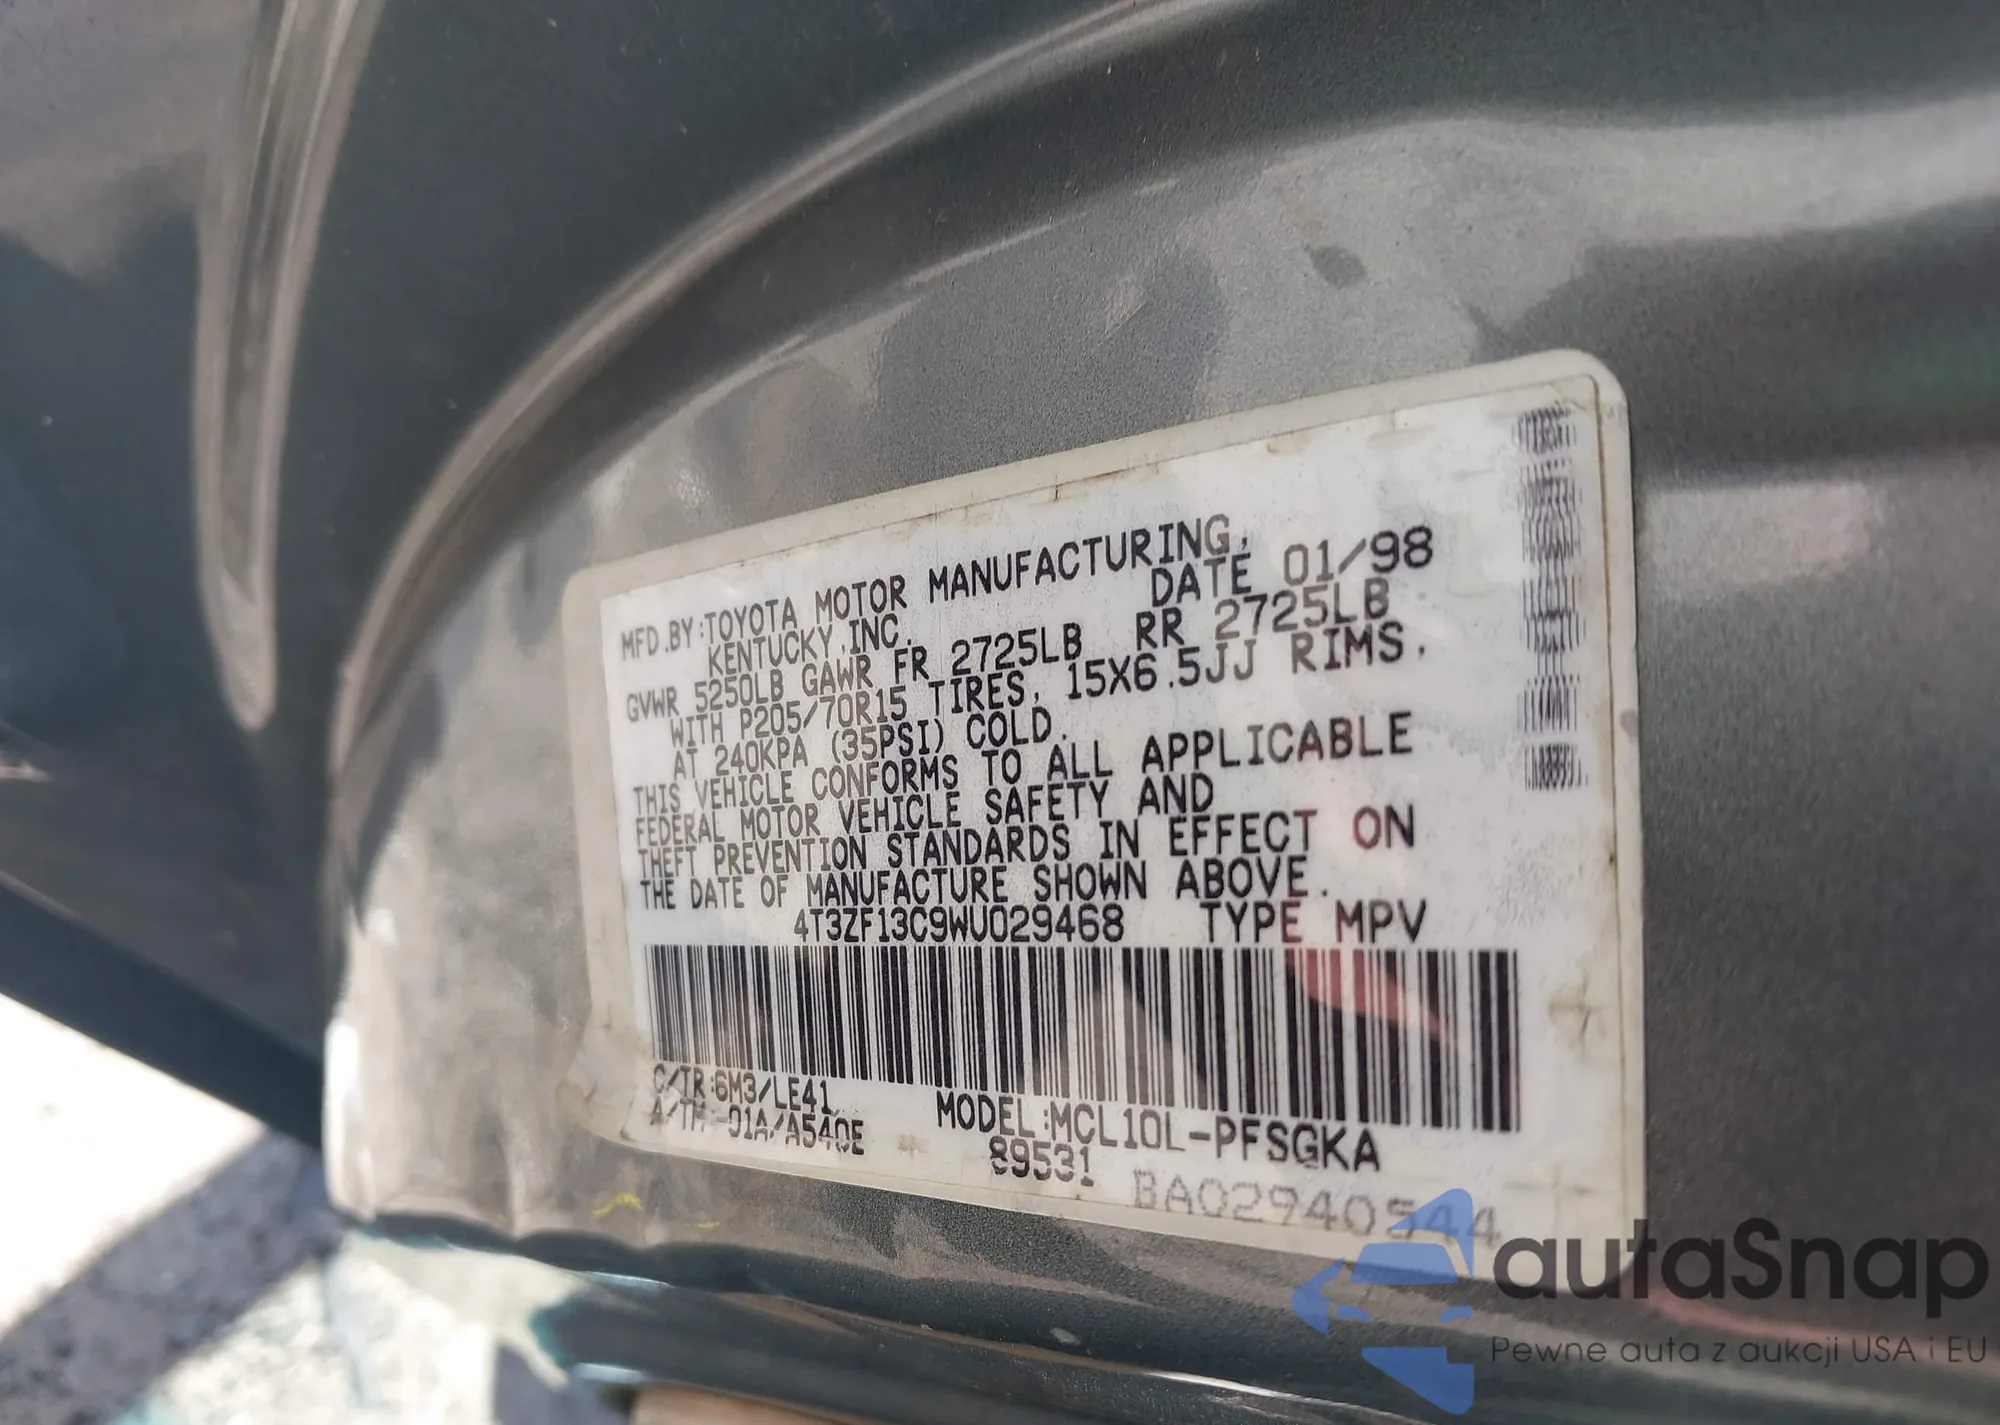 MFD.BY:TOYOTA MOTOR MANUFACTURING,
KENTUCKY,INC. DATE 01/98
GVWR 5250LB GAWR FR 2725LB RR 2725LB
WITH P205/70R15 TIRES, 15X6.5JJ RIMS,
AT 240KPA (35PSI) COLD.
THIS VEHICLE CONFORMS TO ALL APPLICABLE
FEDERAL MOTOR VEHICLE SAFETY AND
THEFT PREVENTION STANDARDS IN EFFECT ON
THE DATE OF MANUFACTURE SHOWN ABOVE.
4T3ZF13C9WU029468 TYPE MPV
C/TR:6M3/LE41
A/TM:-01A/A540E MODEL:MCL10L-PFSGKA
89531 BA02940544
autaSnap
Pewne auta z aukcji USA i EU